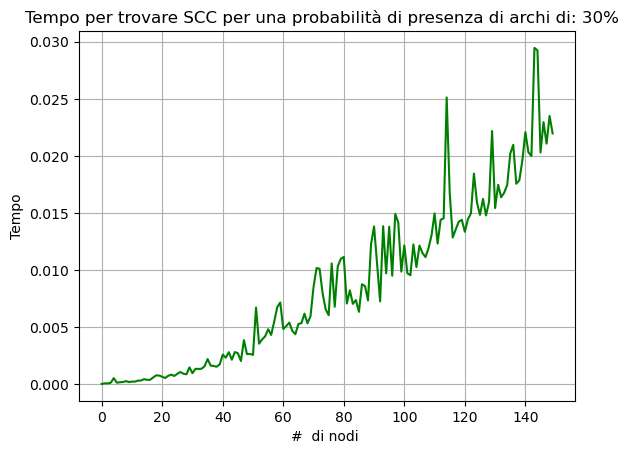 Tempo per trovare SCC per una probabilità di presenza di archi di: 30%
0.030
0.025
0.020
0.015
0.010
0.005
0.000
Tempo
0 20 40 60 80 100 120 140
# di nodi